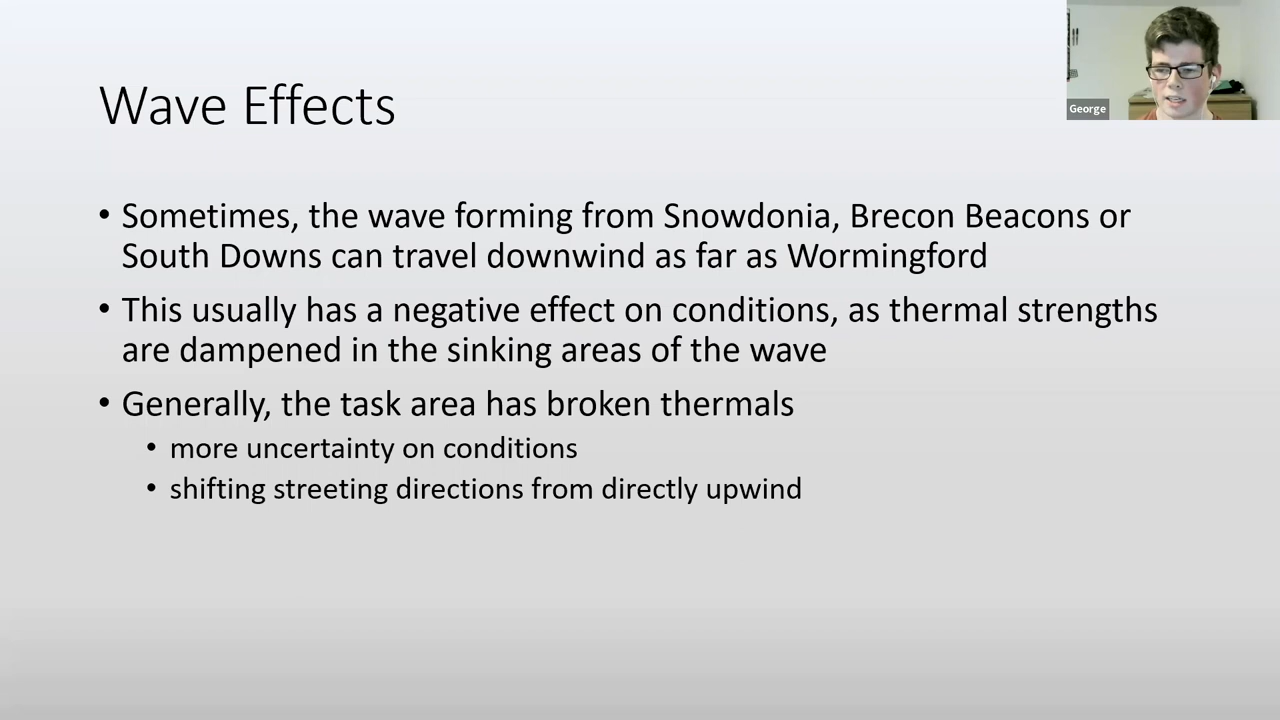 George
Wave Effects
• Sometimes, the wave forming from Snowdonia, Brecon Beacons or
South Downs can travel downwind as far as Wormingford
• This usually has a negative effect on conditions, as thermal strengths
are dampened in the sinking areas of the wave
• Generally, the task area has broken thermals
• more uncertainty on conditions
• shifting streeting directions from directly upwind